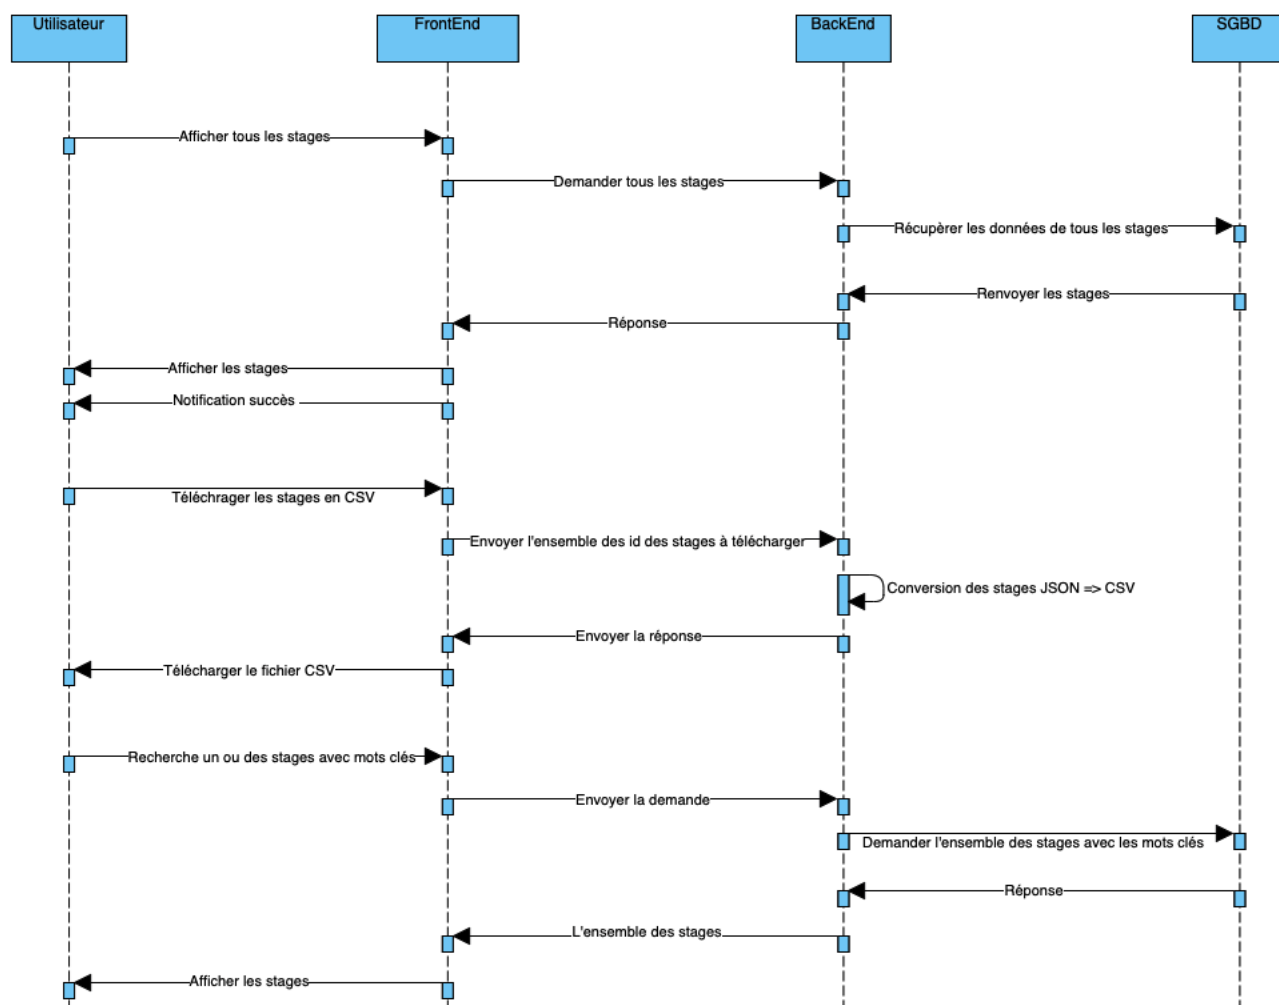 Utilisateur
FrontEnd
BackEnd
SGBD
Afficher tous les stages
Demander tous les stages
Récupèrer les données de tous les stages
Renvoyer les stages
Réponse
Afficher les stages
Notification succès
Téléchrager les stages en CSV
Envoyer l'ensemble des id des stages à télécharger
Conversion des stages JSON => CSV
Envoyer la réponse
Télécharger le fichier CSV
Recherche un ou des stages avec mots clés
Envoyer la demande
Demander l'ensemble des stages avec les mots clés
Réponse
L'ensemble des stages
Afficher les stages